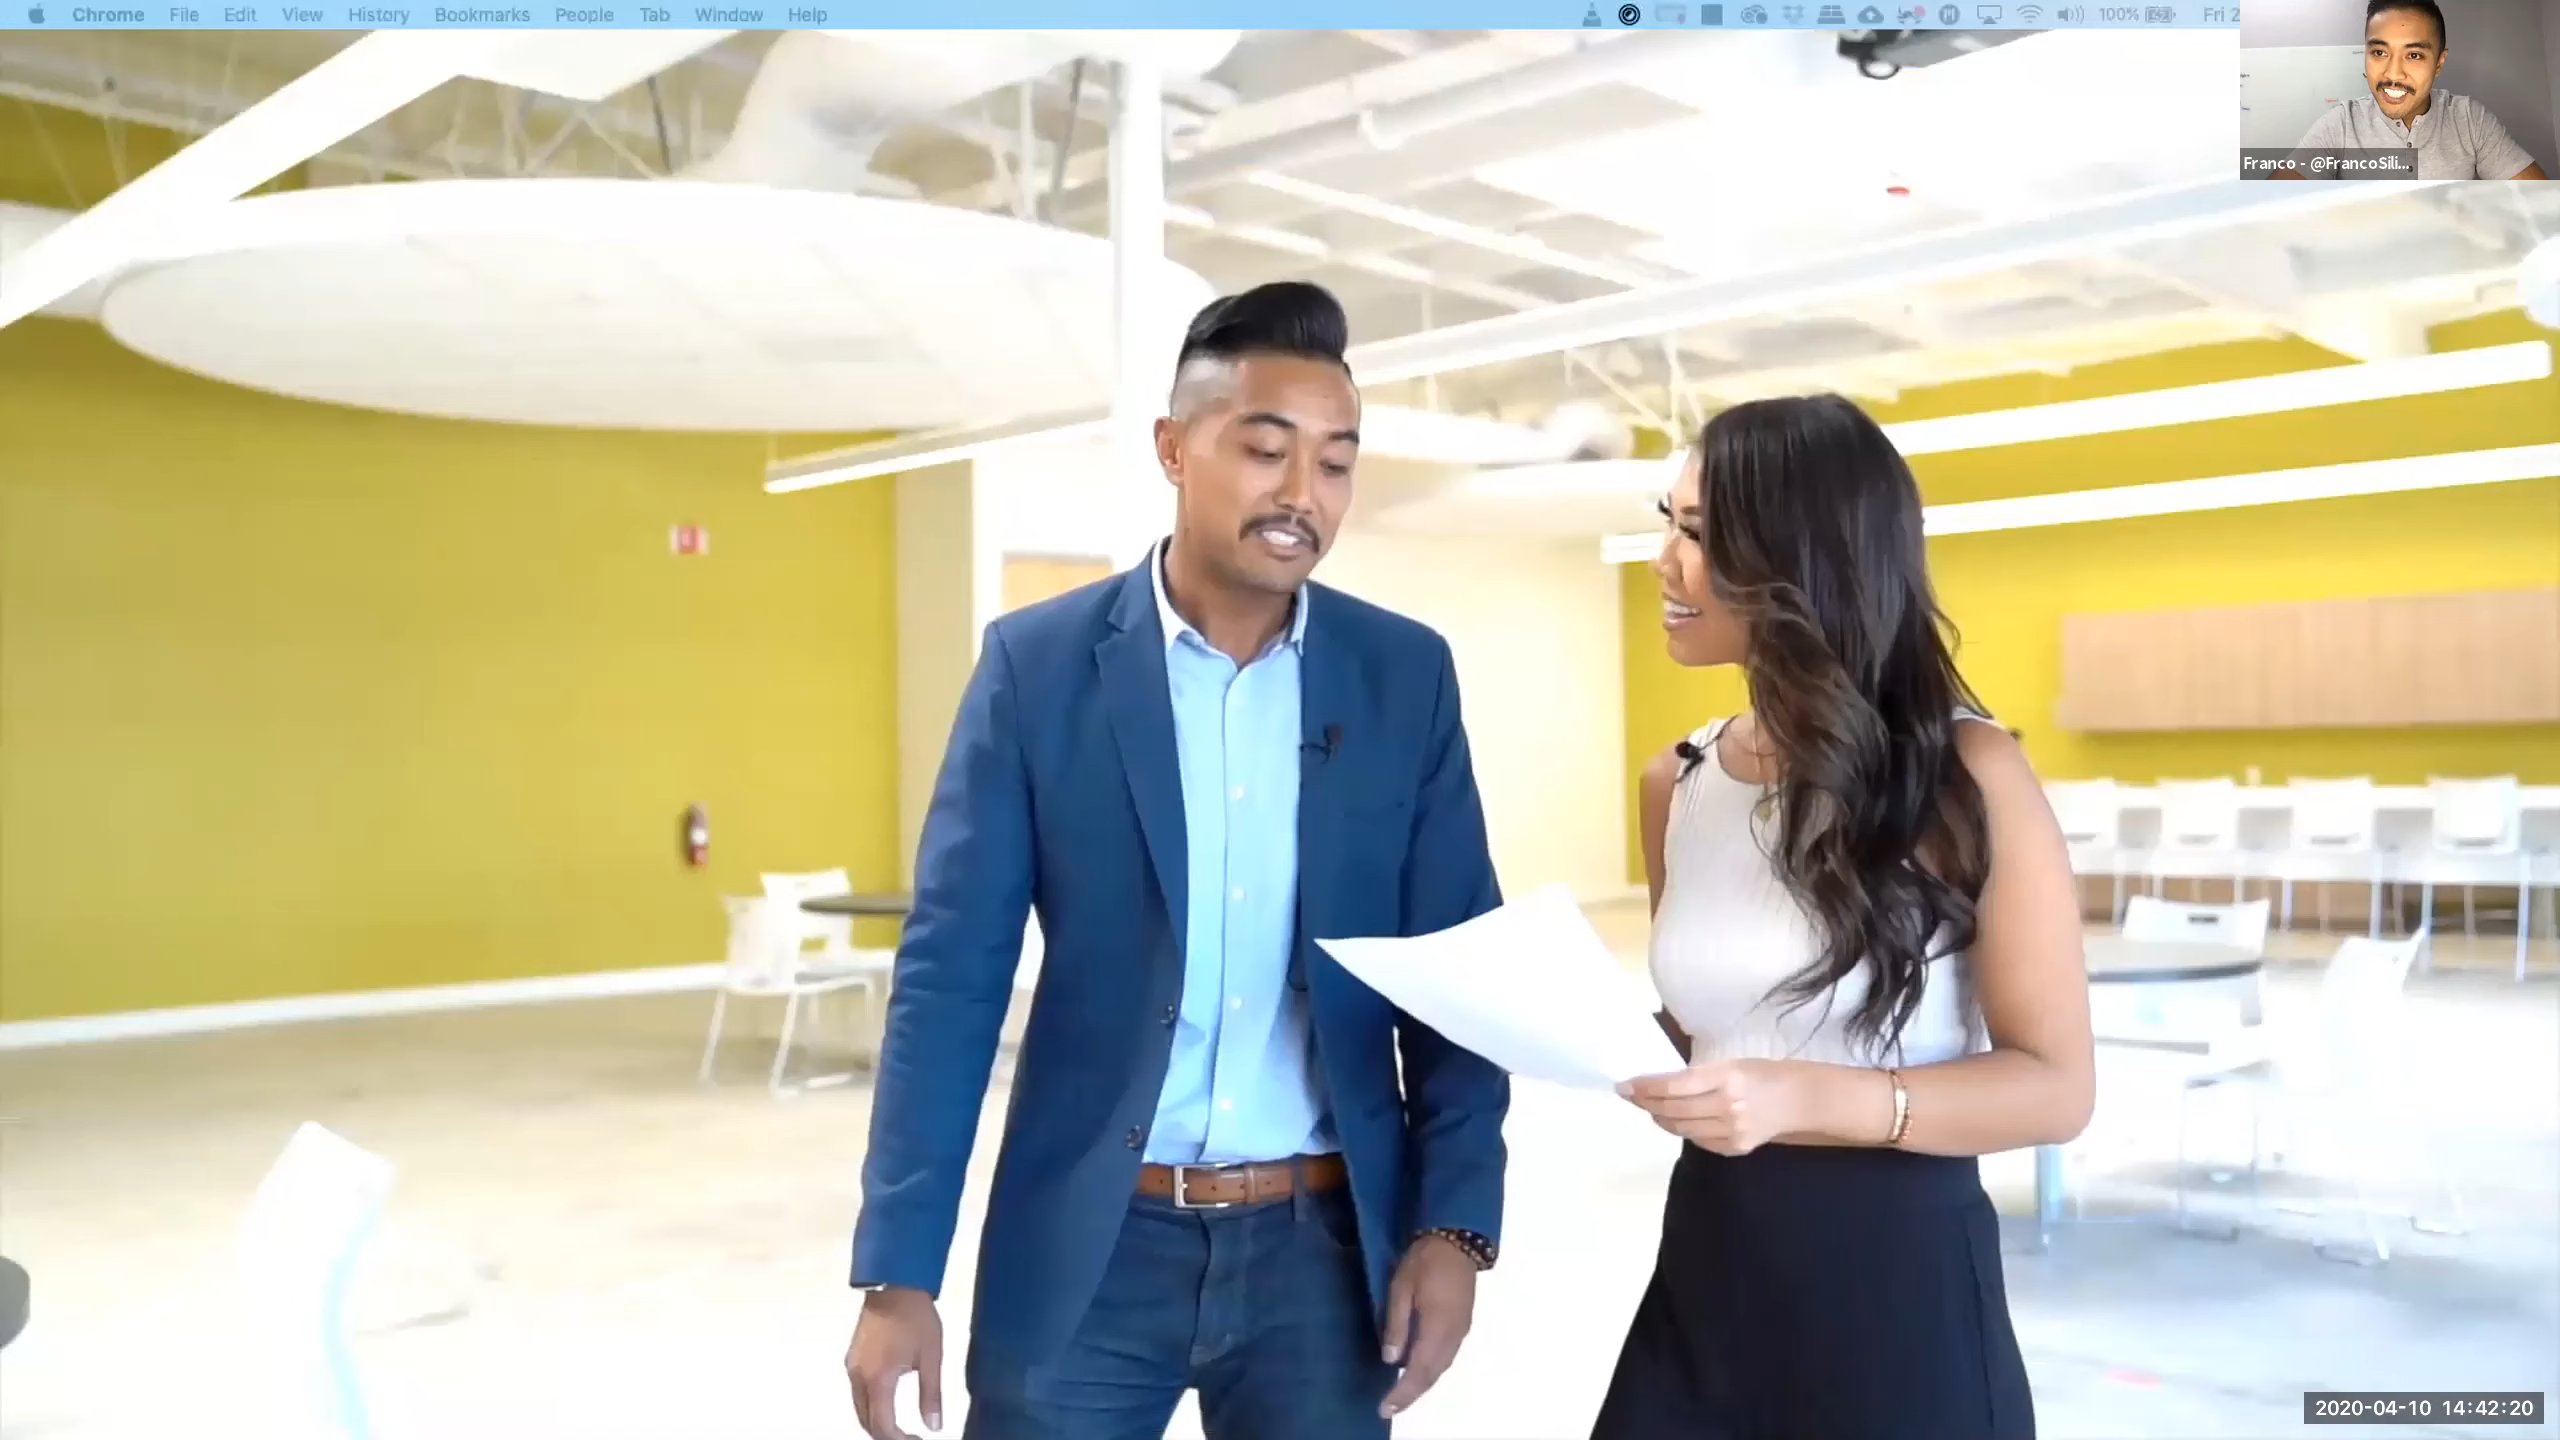 Chrome File Edit View History Bookmarks People Tab Window Help 100% Fri 2
Franco - @FrancoSili...
2020-04-10 14:42:20